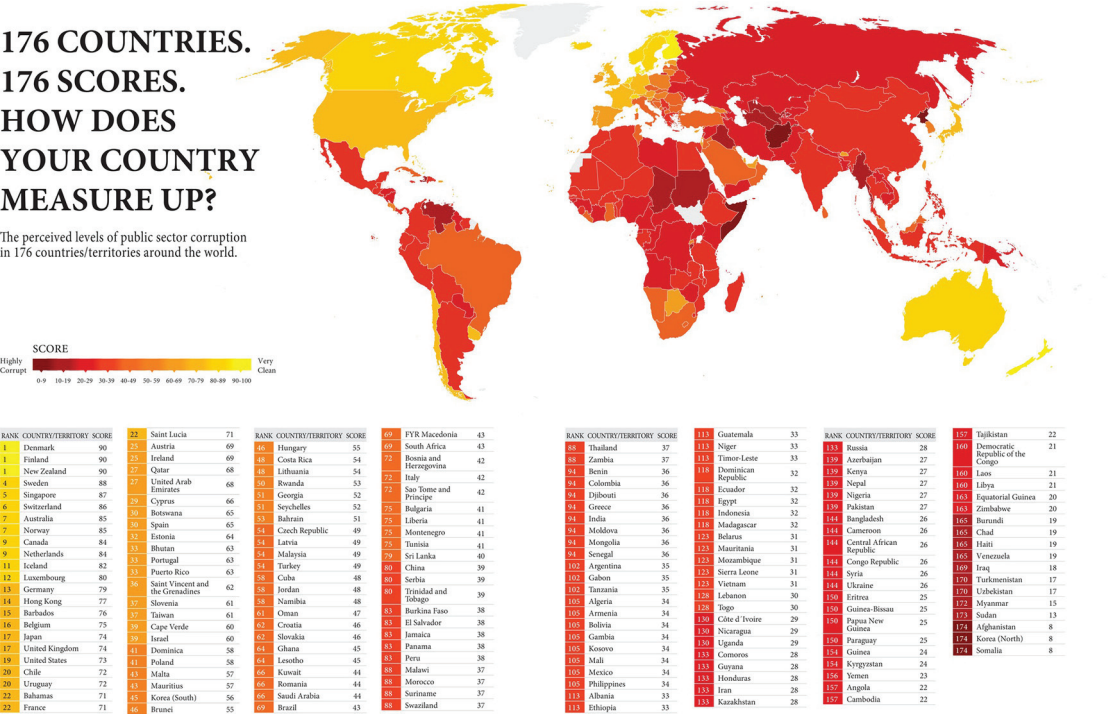 176 COUNTRIES.
176 SCORES.
HOW DOES
YOUR COUNTRY
MEASURE UP?
The perceived levels of public sector corruption
in 176 countries/territories around the world.
SCORE
Highly
Corrupt
Very
Clean
0-9 10-19 20-29 30-39 40-49 50-59 60-69 70-79 80-89 90-100
RANK COUNTRY/TERRITORY SCORE
1 Denmark 90
1 Finland 90
1 New Zealand 90
4 Sweden 88
5 Singapore 87
6 Switzerland 86
7 Australia 85
7 Norway 85
9 Canada 84
9 Netherlands 84
11 Iceland 82
12 Luxembourg 80
13 Germany 79
14 Hong Kong 77
15 Barbados 76
16 Belgium 75
17 Japan 74
17 United Kingdom 74
19 United States 73
20 Chile 72
20 Uruguay 72
22 Bahamas 71
22 France 71
22 Saint Lucia 71
25 Austria 69
25 Ireland 69
27 Qatar 68
27 United Arab
Emirates 68
29 Cyprus 66
30 Botswana 65
30 Spain 65
32 Estonia 64
33 Bhutan 63
33 Portugal 63
33 Puerto Rico 63
36 Saint Vincent and
the Grenadines 62
37 Slovenia 61
37 Taiwan 61
39 Cape Verde 60
39 Israel 60
41 Dominica 58
41 Poland 58
43 Malta 57
43 Mauritius 57
45 Korea (South) 56
46 Brunei 55
RANK COUNTRY/TERRITORY SCORE
46 Hungary 55
48 Costa Rica 54
48 Lithuania 54
50 Rwanda 53
51 Georgia 52
51 Seychelles 52
53 Bahrain 51
54 Czech Republic 49
54 Latvia 49
54 Malaysia 49
54 Turkey 49
58 Cuba 48
58 Jordan 48
58 Namibia 48
61 Oman 47
62 Croatia 46
62 Slovakia 46
64 Ghana 45
64 Lesotho 45
66 Kuwait 44
66 Romania 44
66 Saudi Arabia 44
69 Brazil 43
69 FYR Macedonia 43
69 South Africa 43
72 Bosnia and
Herzegovina 42
72 Italy 42
72 Sao Tome and
Principe 42
75 Bulgaria 41
75 Liberia 41
75 Montenegro 41
75 Tunisia 41
79 Sri Lanka 40
80 China 39
80 Serbia 39
80 Trinidad and
Tobago 39
83 Burkina Faso 38
83 El Salvador 38
83 Jamaica 38
83 Panama 38
83 Peru 38
88 Malawi 37
88 Morocco 37
88 Suriname 37
88 Swaziland 37
RANK COUNTRY/TERRITORY SCORE
88 Thailand 37
88 Zambia 37
94 Benin 36
94 Colombia 36
94 Djibouti 36
94 Greece 36
94 India 36
94 Moldova 36
94 Mongolia 36
94 Senegal 36
102 Argentina 35
102 Gabon 35
102 Tanzania 35
105 Algeria 34
105 Armenia 34
105 Bolivia 34
105 Gambia 34
105 Kosovo 34
105 Mali 34
105 Mexico 34
105 Philippines 34
113 Albania 33
113 Ethiopia 33
113 Guatemala 33
113 Niger 33
113 Timor-Leste 33
118 Dominican
Republic 32
118 Ecuador 32
118 Egypt 32
118 Indonesia 32
118 Madagascar 32
123 Belarus 31
123 Mauritania 31
123 Mozambique 31
123 Sierra Leone 31
123 Vietnam 31
128 Lebanon 30
128 Togo 30
130 Côte d´Ivoire 29
130 Nicaragua 29
130 Uganda 29
133 Comoros 28
133 Guyana 28
133 Honduras 28
133 Iran 28
133 Kazakhstan 28
RANK COUNTRY/TERRITORY SCORE
133 Russia 28
139 Azerbaijan 27
139 Kenya 27
139 Nepal 27
139 Nigeria 27
139 Pakistan 27
144 Bangladesh 26
144 Cameroon 26
144 Central African
Republic 26
144 Congo Republic 26
144 Syria 26
144 Ukraine 26
150 Eritrea 25
150 Guinea-Bissau 25
150 Papua New
Guinea 25
150 Paraguay 25
154 Guinea 24
154 Kyrgyzstan 24
156 Yemen 23
157 Angola 22
157 Cambodia 22
157 Tajikistan 22
160 Democratic
Republic of the
Congo 21
160 Laos 21
160 Libya 21
163 Equatorial Guinea 20
163 Zimbabwe 20
165 Burundi 19
165 Chad 19
165 Haiti 19
165 Venezuela 19
169 Iraq 18
170 Turkmenistan 17
170 Uzbekistan 17
172 Myanmar 15
173 Sudan 13
174 Afghanistan 8
174 Korea (North) 8
174 Somalia 8